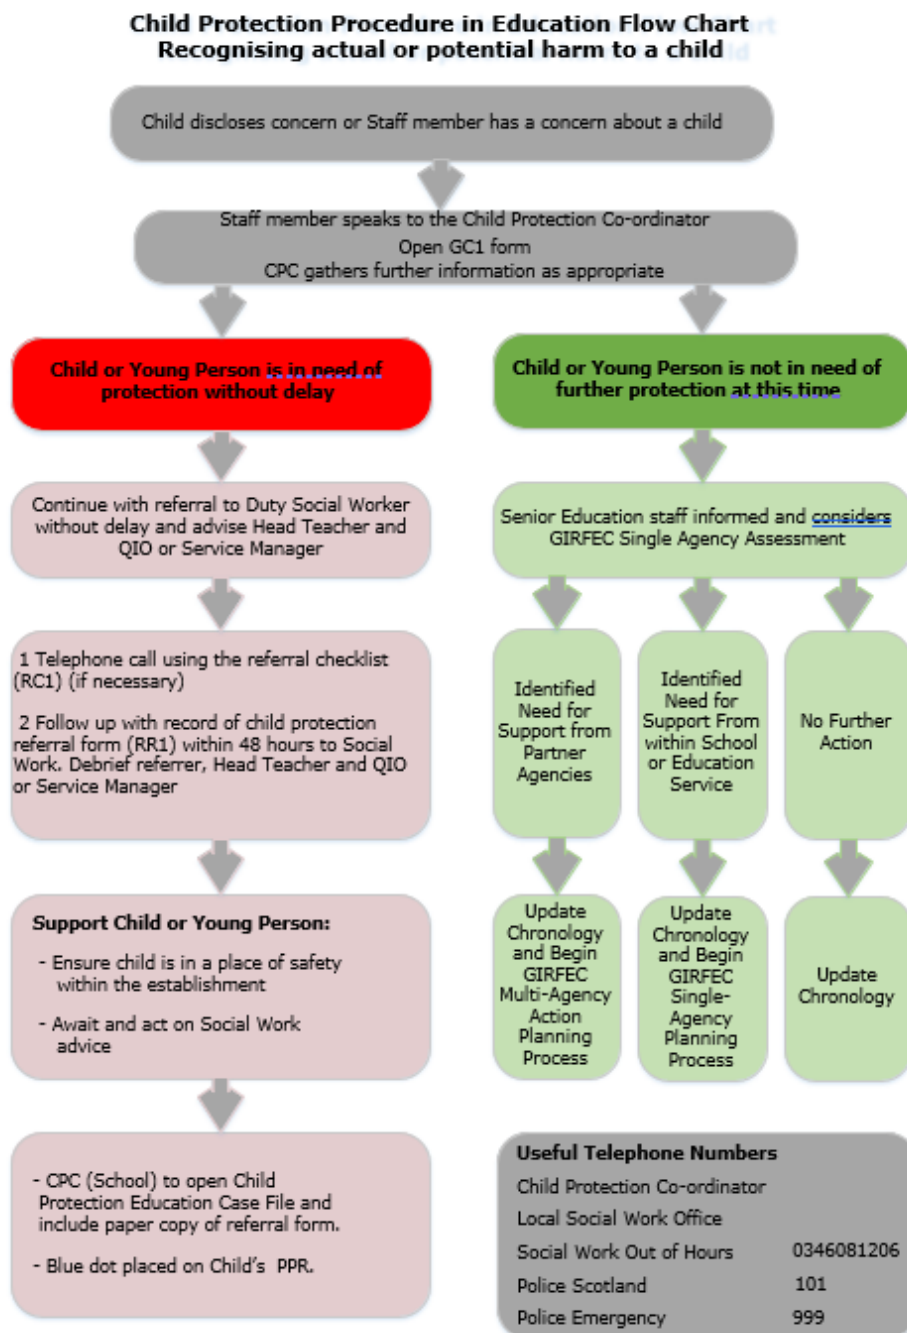 Child Protection Procedure in Education Flow Chart
Recognising actual or potential harm to a child
Child discloses concern or Staff member has a concern about a child
Staff member speaks to the Child Protection Co-ordinator
Open GC1 form
CPC gathers further information as appropriate
Child or Young Person is in need of
protection without delay
Child or Young Person is not in need of
further protection at this time
Continue with referral to Duty Social Worker
without delay and advise Head Teacher and
QIO or Service Manager
Senior Education staff informed and considers
GIRFEC Single Agency Assessment
1 Telephone call using the referral checklist
(RC1) (if necessary)
2 Follow up with record of child protection
referral form (RR1) within 48 hours to Social
Work. Debrief referrer, Head Teacher and QIO
or Service Manager
Identified
Need for
Support from
Partner
Agencies
Identified
Need for
Support From
within School
or Education
Service
No Further
Action
Support Child or Young Person:
- Ensure child is in a place of safety
within the establishment
- Await and act on Social Work
advice
Update
Chronology
and Begin
GIRFEC
Multi-Agency
Action
Planning
Process
Update
Chronology
and Begin
GIRFEC
Single-
Agency
Planning
Process
Update
Chronology
- CPC (School) to open Child
Protection Education Case File and
include paper copy of referral form.
- Blue dot placed on Child's PPR.
Useful Telephone Numbers
Child Protection Co-ordinator
Local Social Work Office
Social Work Out of Hours 0346081206
Police Scotland 101
Police Emergency 999